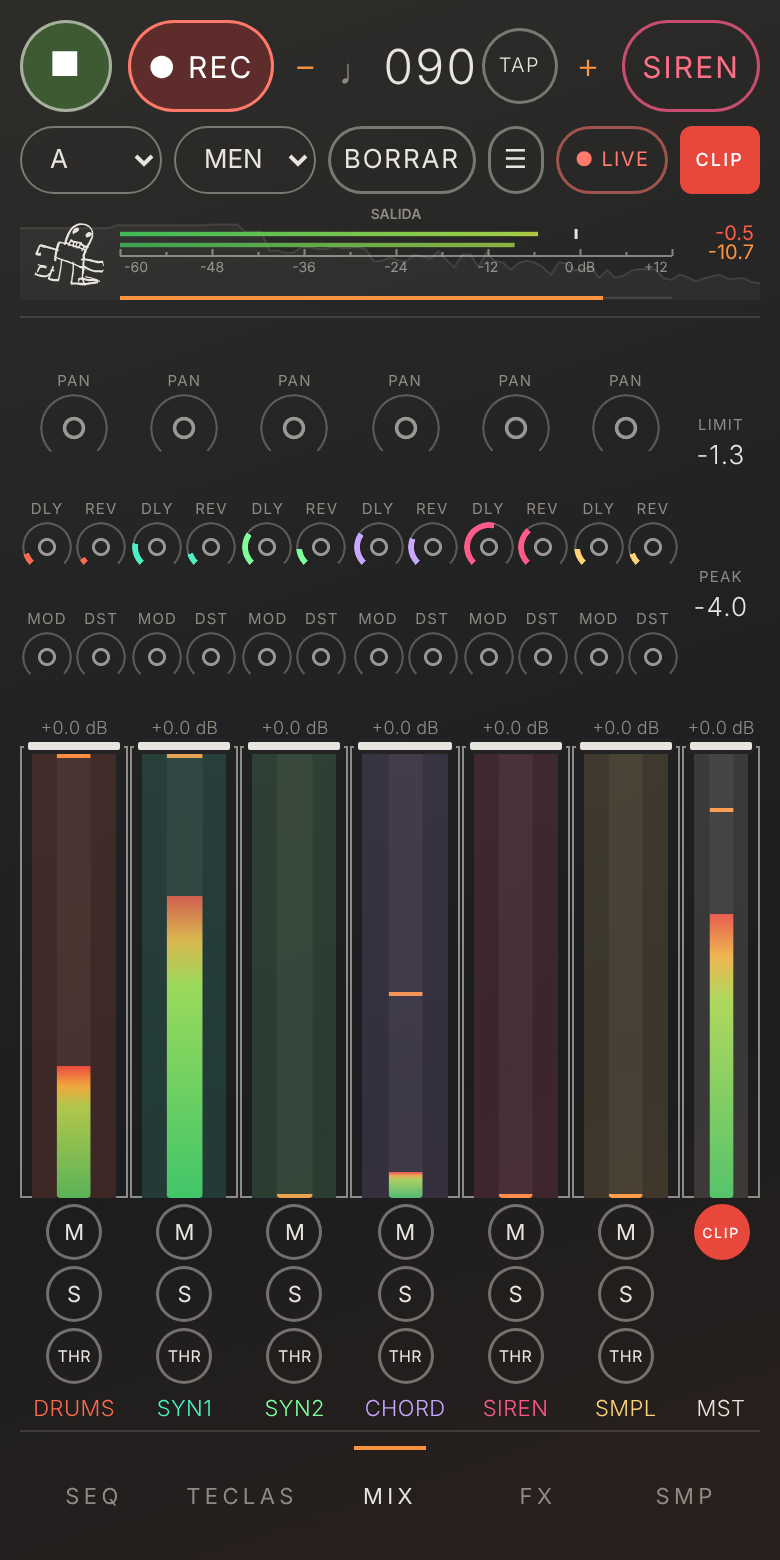 REC − ♩ 090 TAP + SIREN
A MEN BORRAR ☰ LIVE CLIP
SALIDA
-0.5
-10.7
-60 -48 -36 -24 -12 0 dB +12
PAN PAN PAN PAN PAN PAN
LIMIT
-1.3
DLY REV DLY REV DLY REV DLY REV DLY REV DLY REV
PEAK
-4.0
MOD DST MOD DST MOD DST MOD DST MOD DST MOD DST
+0.0 dB +0.0 dB +0.0 dB +0.0 dB +0.0 dB +0.0 dB +0.0 dB
M M M M M M CLIP
S S S S S S
THR THR THR THR THR THR
DRUMS SYN1 SYN2 CHORD SIREN SMPL MST
SEQ TECLAS MIX FX SMP